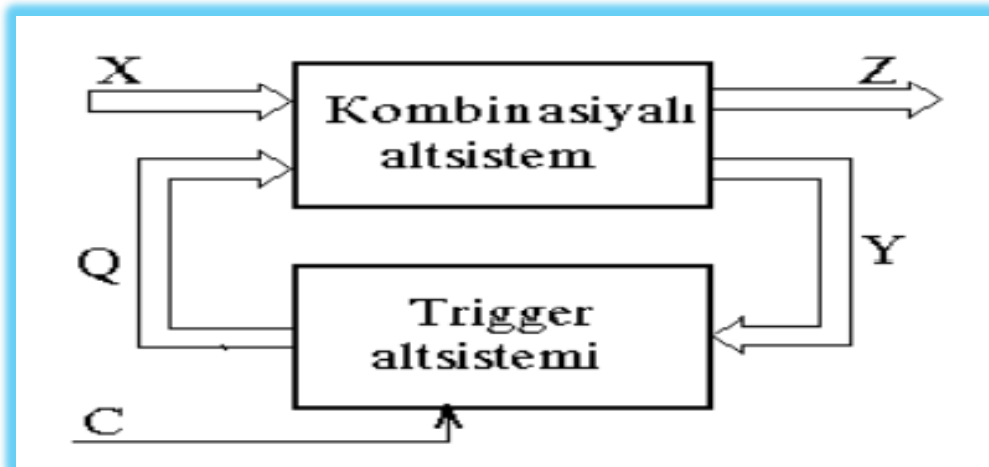 X
Z
Kombinasiyalı
altsistem
Q
Y
Trigger
altsistemi
C